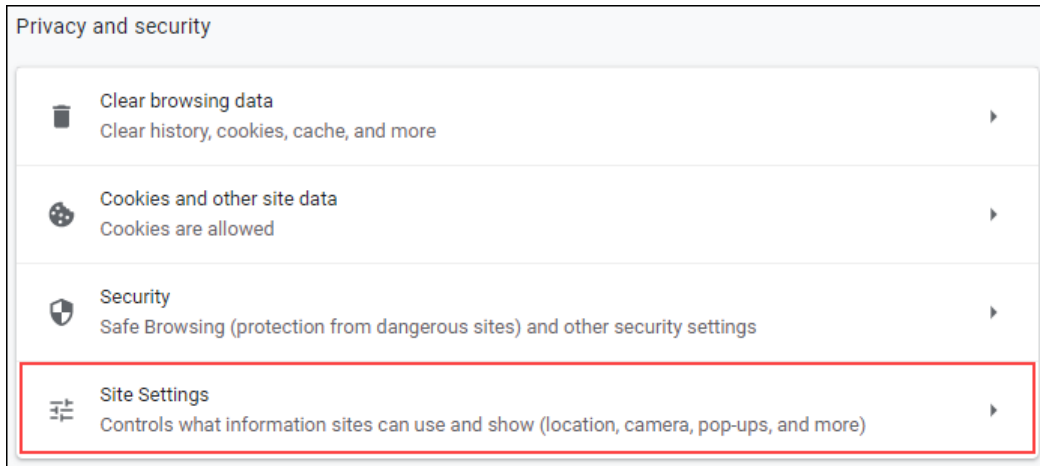 Privacy and security
Clear browsing data
Clear history, cookies, cache, and more
Cookies and other site data
Cookies are allowed
Security
Safe Browsing (protection from dangerous sites) and other security settings
Site Settings
Controls what information sites can use and show (location, camera, pop-ups, and more)